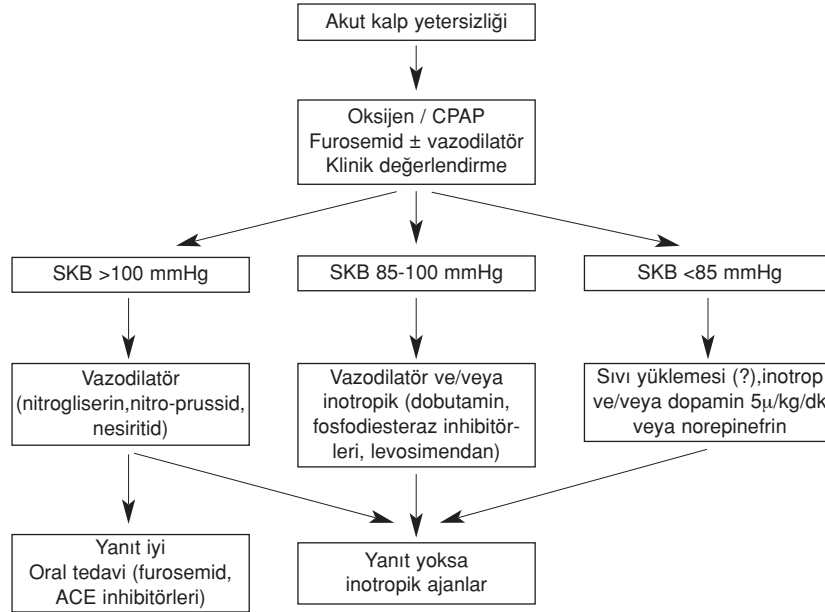 Akut kalp yetersizliği
Oksijen / CPAP
Furosemid ± vazodilatör
Klinik değerlendirme
SKB >100 mmHg
SKB 85-100 mmHg
SKB <85 mmHg
Vazodilatör
(nitrogliserin,nitro-prussid,
nesiritid)
Vazodilatör ve/veya
inotropik (dobutamin,
fosfodiesteraz inhibitör-
leri, levosimendan)
Sıvı yüklemesi (?),inotrop
ve/veya dopamin 5μ/kg/dk
veya norepinefrin
Yanıt iyi
Oral tedavi (furosemid,
ACE inhibitörleri)
Yanıt yoksa
inotropik ajanlar